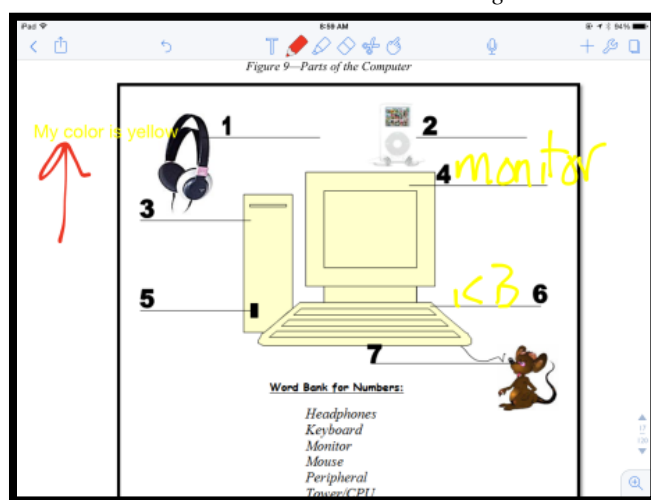 iPad 8:59 AM 94%
Figure 9—Parts of the Computer
My color is yellow
1
2
4 monitor
3
KB 6
5
7
Word Bank for Numbers:
Headphones
Keyboard
Monitor
Mouse
Peripheral
Tower/CPU